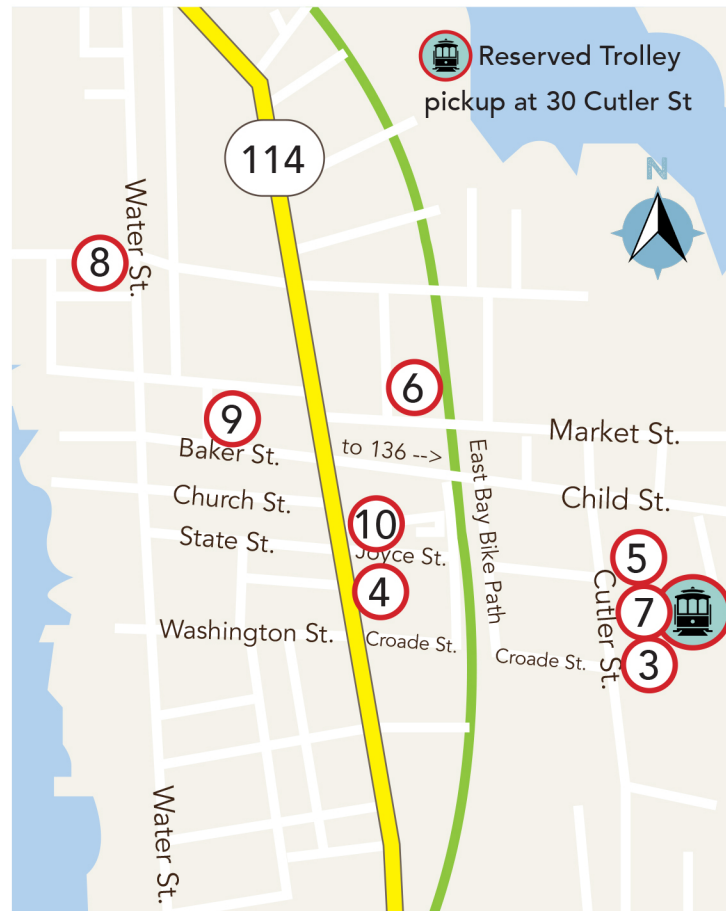 Reserved Trolley
pickup at 30 Cutler St
114
N
Water St.
8
6
9
Market St.
Baker St.
to 136 -->
East Bay Bike Path
Child St.
Church St.
10
State St.
Joyce St.
5
4
Cutler St.
7
Washington St.
Croade St.
Croade St.
3
Water St.